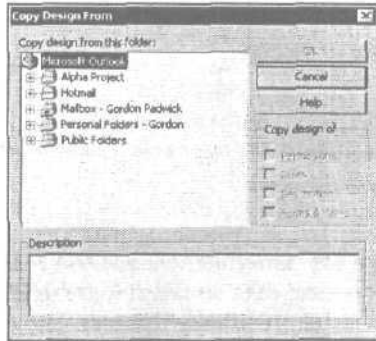 Copy Design From
Copy design from this folder:
Microsoft Outlook
Alpha Project
Hotmail
Mailbox - Gordon Padwick
Personal Folders - Gordon
Public Folders
OK
Cancel
Help
Copy design of
Description